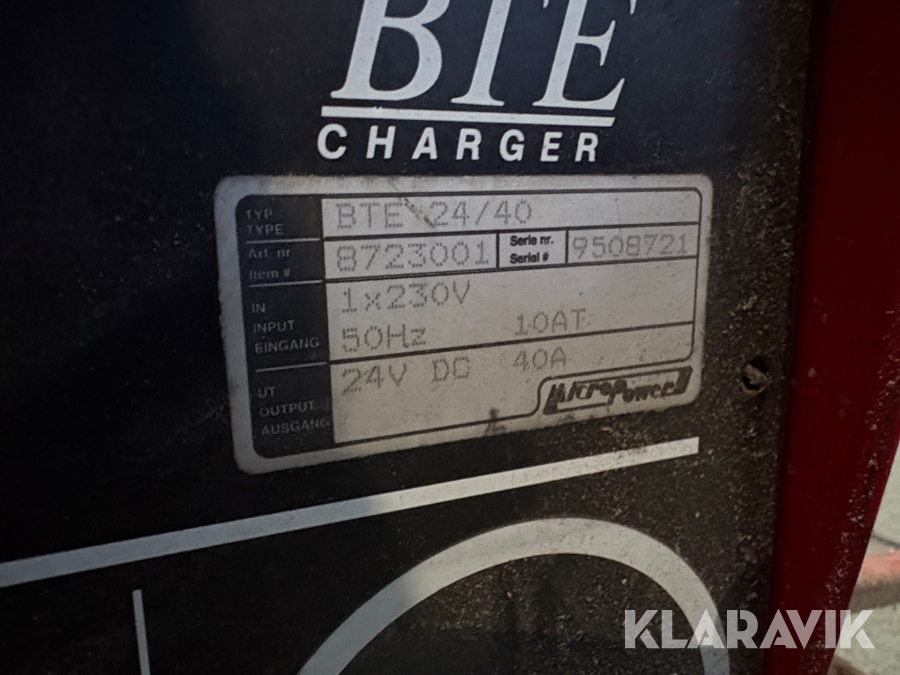 BTE
CHARGER
TYP
TYPE
BTE 24/40
Art. nr
Item #
8723001
Serie nr.
Serial #
9508721
IN
INPUT
EINGANG
1x230V
50Hz 10AT
UT
OUTPUT
AUSGANG
24V DC 40A
MicroPower
KLARAVIK